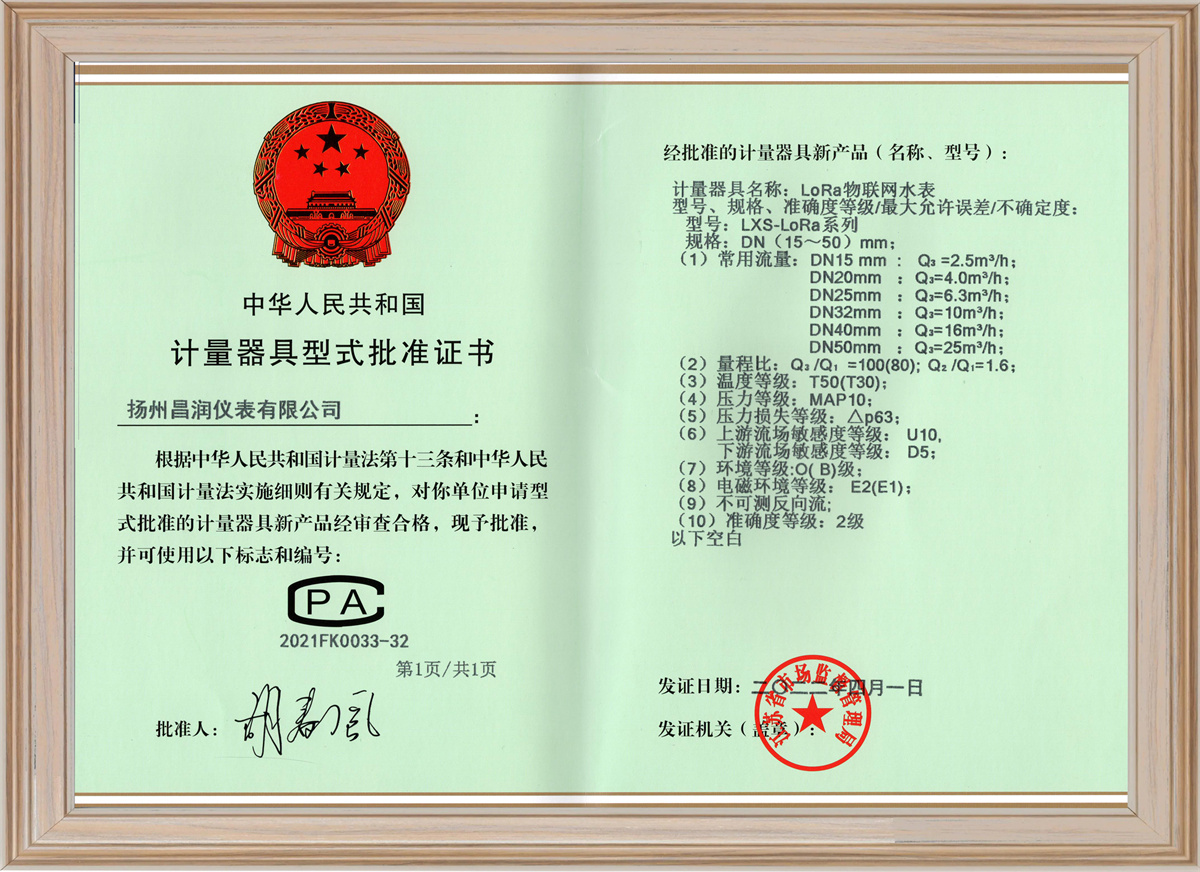 中华人民共和国
计量器具型式批准证书
扬州昌润仪表有限公司：
根据中华人民共和国计量法第十三条和中华人民
共和国计量法实施细则有关规定，对你单位申请型
式批准的计量器具新产品经审查合格，现予批准，
并可使用以下标志和编号：
CPA
2021FK0033-32
第1页/共1页
批准人：胡春风
经批准的计量器具新产品（名称、型号）：
计量器具名称：LoRa物联网水表
型号、规格、准确度等级/最大允许误差/不确定度：
型号：LXS-LoRa系列
规格：DN（15～50）mm；
（1）常用流量：DN15 mm ： Q₃ =2.5m³/h；
DN20mm ：Q₃=4.0m³/h；
DN25mm ：Q₃=6.3m³/h；
DN32mm ：Q₃=10m³/h；
DN40mm ：Q₃=16m³/h；
DN50mm ：Q₃=25m³/h；
（2）量程比：Q₃ /Q₁ =100(80); Q₂ /Q₁=1.6；
（3）温度等级：T50(T30)；
（4）压力等级：MAP10；
（5）压力损失等级：△p63；
（6）上游流场敏感度等级： U10,
下游流场敏感度等级： D5；
（7）环境等级:O( B)级；
（8）电磁环境等级： E2(E1)；
（9）不可测反向流；
（10）准确度等级：2级
以下空白
发证日期：二〇二二年四月一日
发证机关（盖章）：
江苏省市场监督管理局